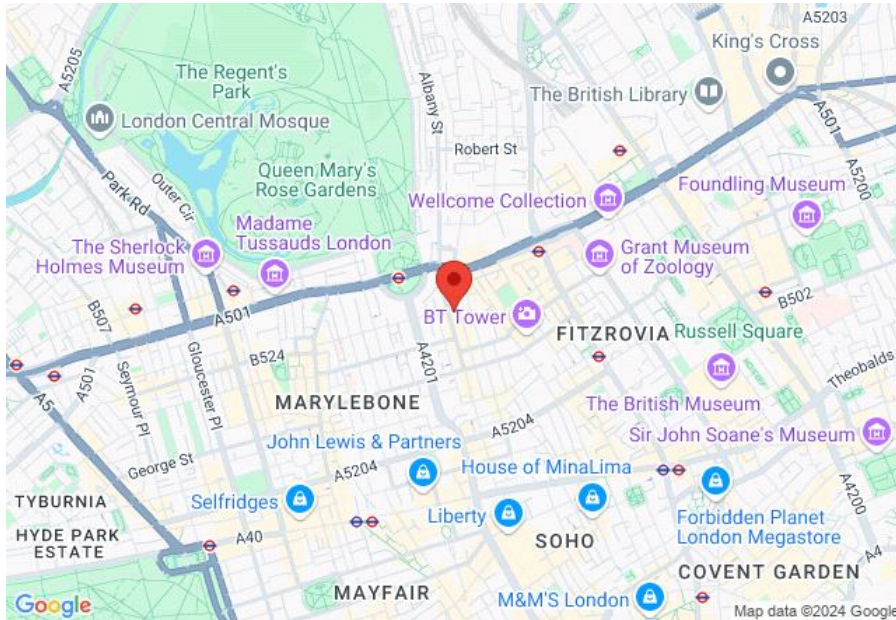 A5203
King's Cross
A5205
The Regent's
Park
Albany St
The British Library
London Central Mosque
A501
Robert St
A5200
Outer Cir
Park Rd
Queen Mary's
Rose Gardens
Wellcome Collection
Foundling Museum
Madame
Tussauds London
The Sherlock
Holmes Museum
Grant Museum
of Zoology
B507
A501
B502
BT Tower
FITZROVIA
Russell Square
B524
A4201
Gloucester Pl
Seymour Pl
A501
A5
Theobalds
MARYLEBONE
The British Museum
A5204
Sir John Soane's Museum
John Lewis & Partners
George St
A5204
House of MinaLima
A4200
TYBURNIA
Selfridges
Liberty
Forbidden Planet
London Megastore
HYDE PARK
ESTATE
A40
SOHO
COVENT GARDEN
MAYFAIR
M&M'S London
Google
Map data ©2024 Google